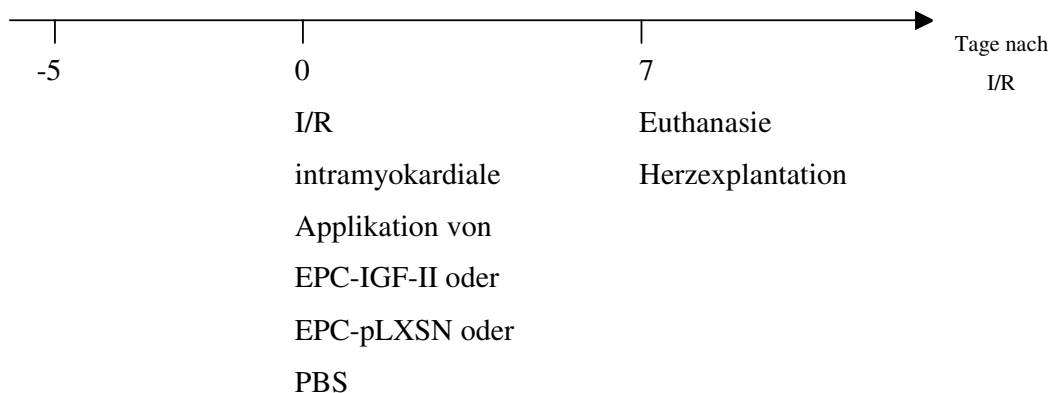 Tage nach
I/R
-5 0 7
I/R Euthanasie
intramyokardiale Herzexplantation
Applikation von
EPC-IGF-II oder
EPC-pLXSN oder
PBS